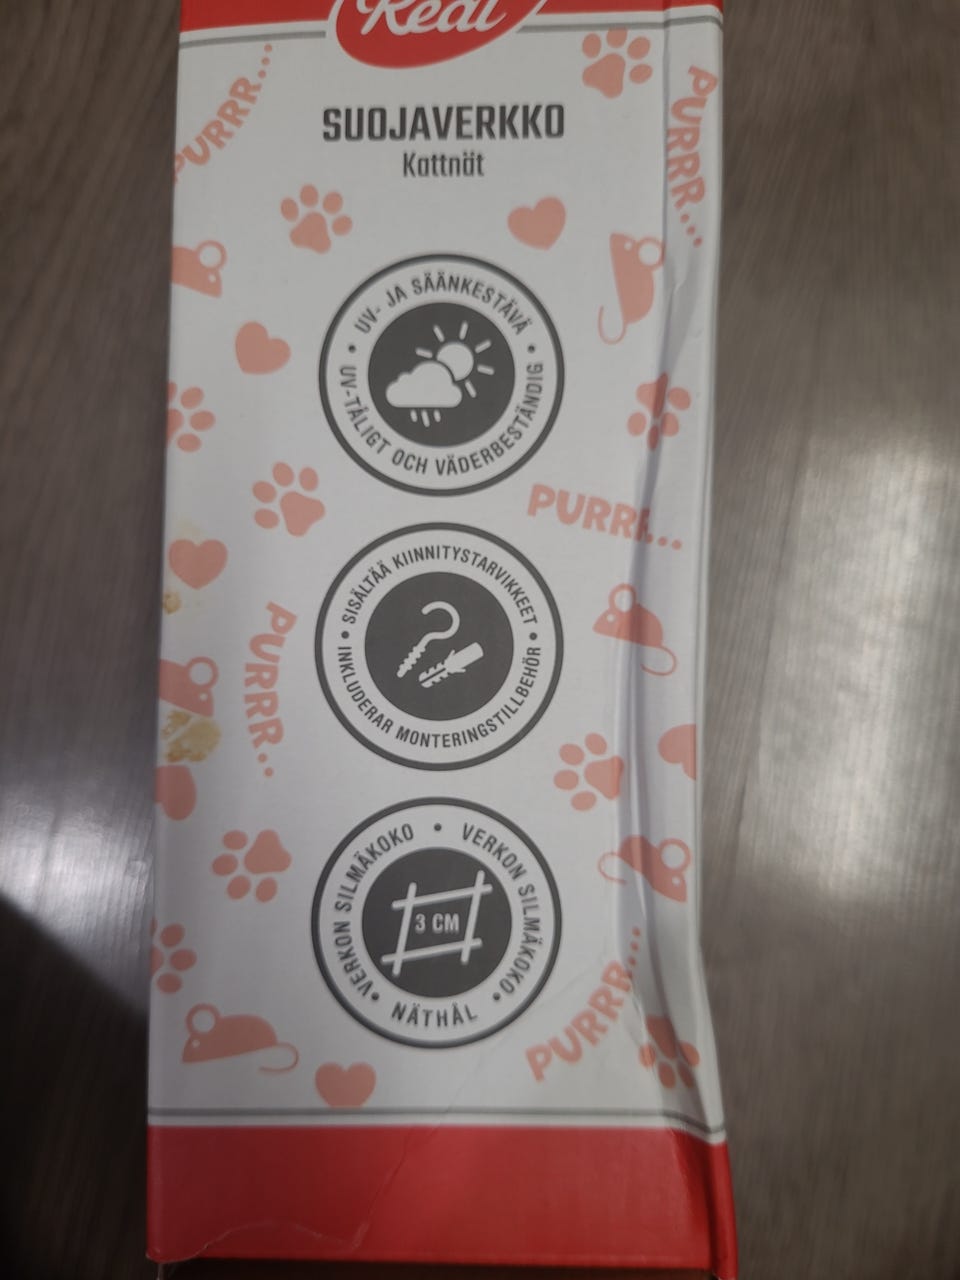 Real
PURRR...
PURRR...
SUOJAVERKKO
Kattnät
• UV- JA SÄÄNKESTÄVÄ •
UV-TÅLIGT OCH VÄDERBESTÄNDIG
PURRR...
• SISÄLTÄÄ KIINNITYSTARVIKKEET •
INKLUDERAR MONTERINGSTILLBEHÖR
PURRR...
• VERKON SILMÄKOKO • VERKON SILMÄKOKO •
3 CM
NÄTHÅL
PURRR...